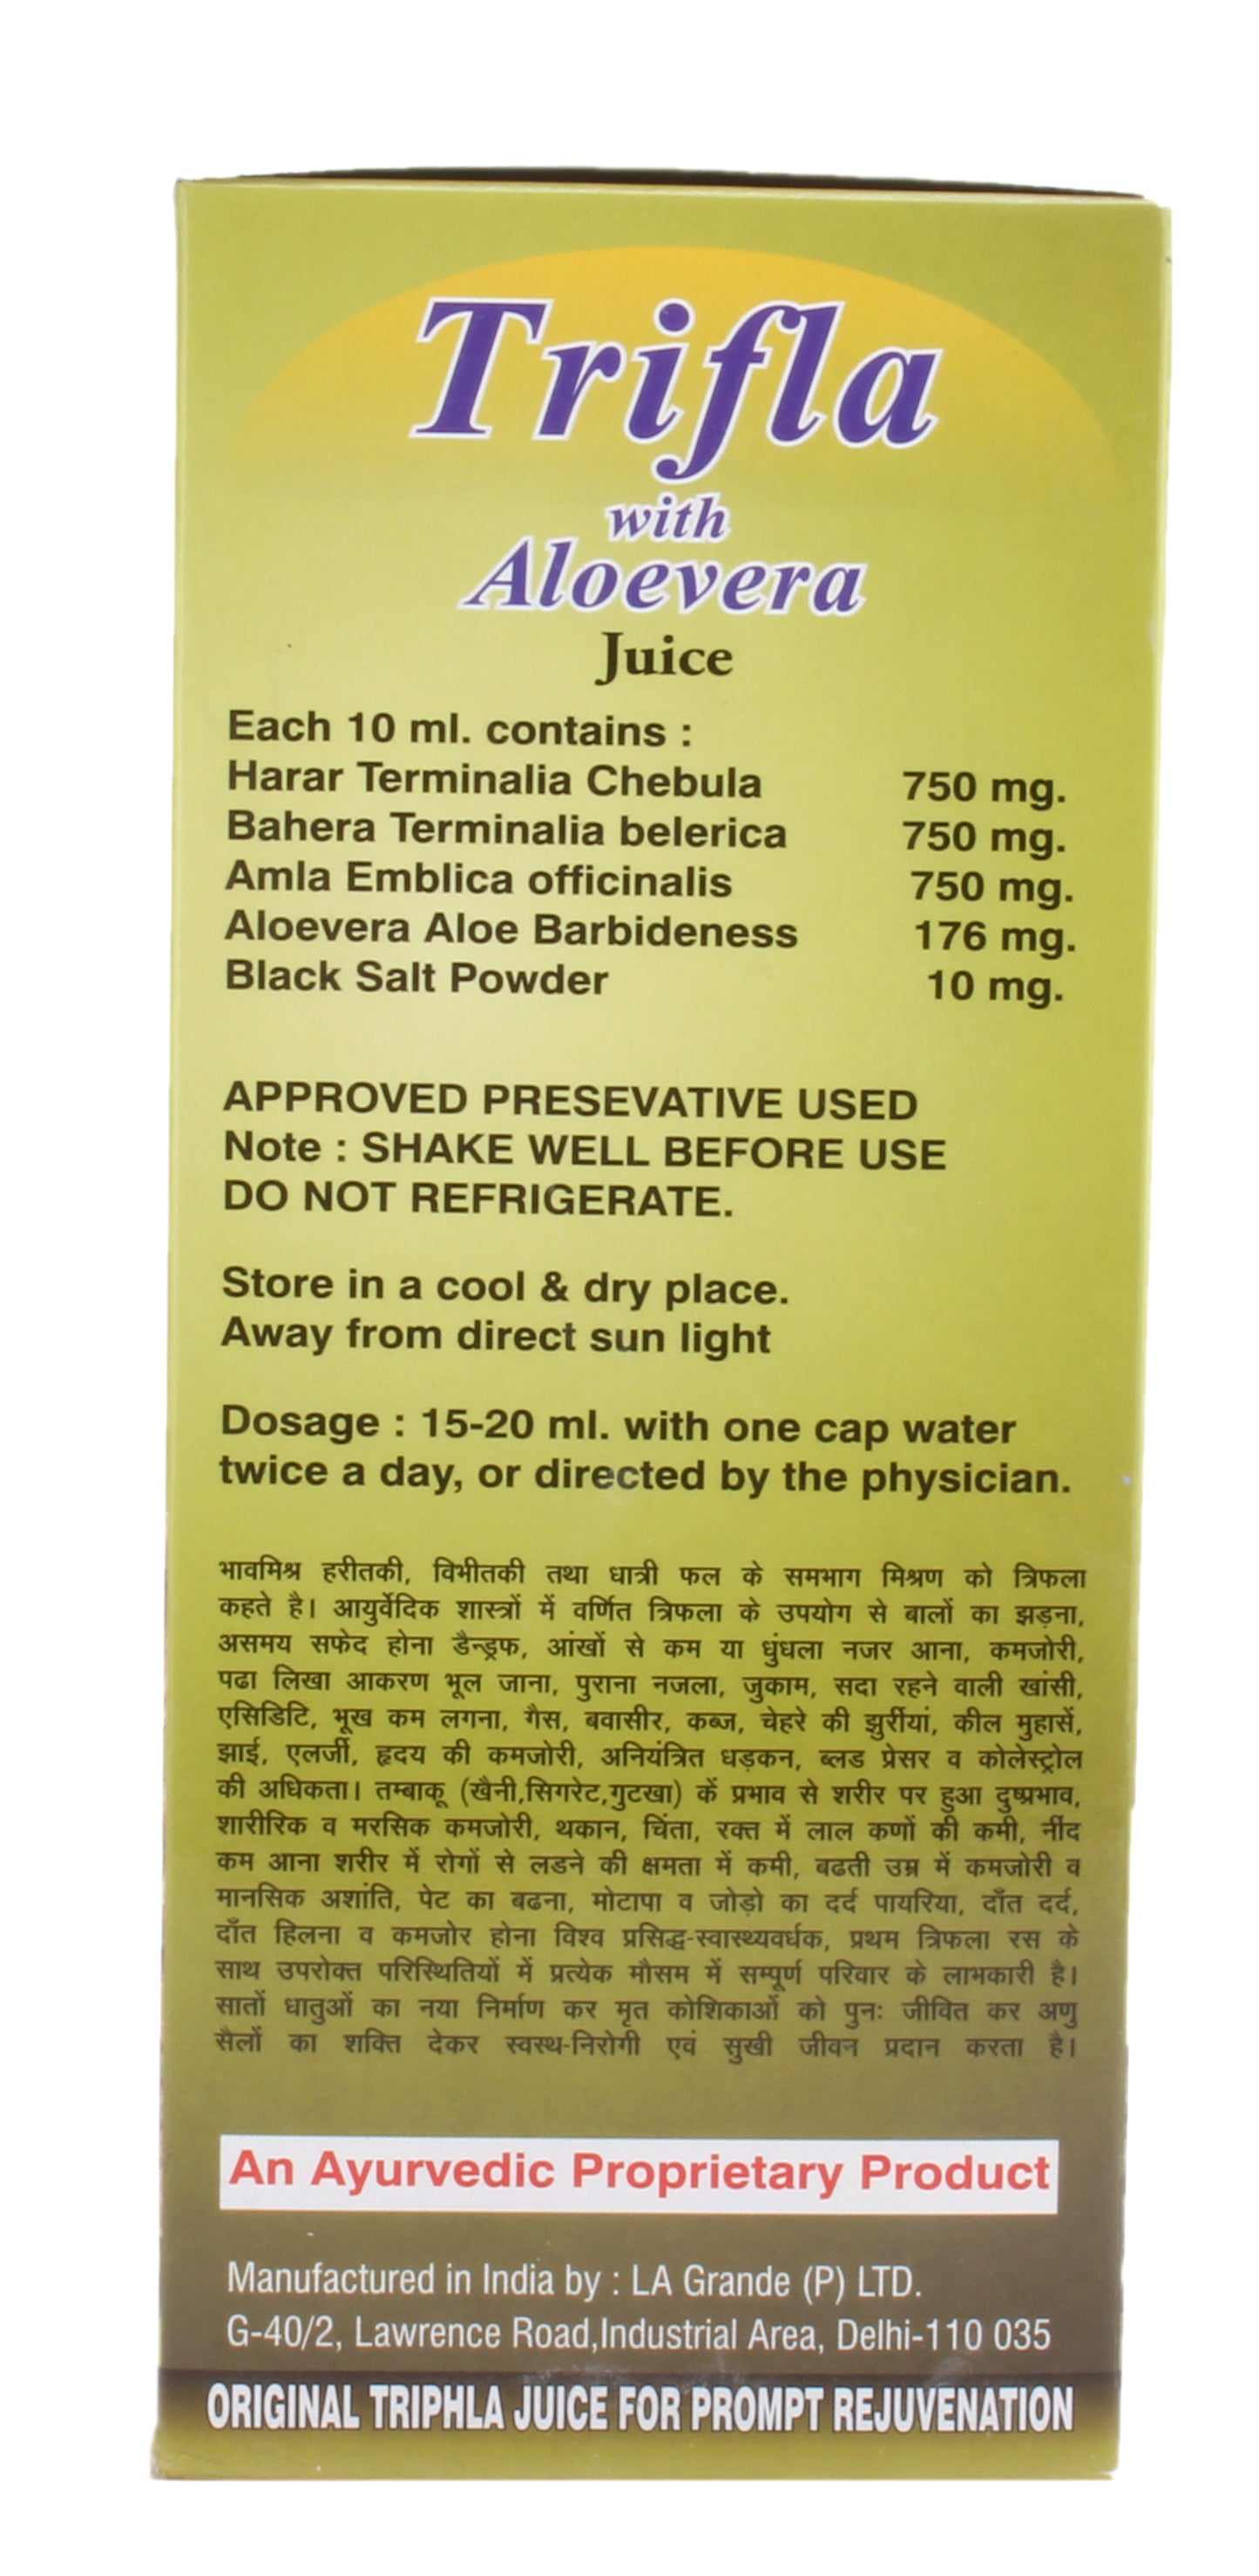 Trifla
with
Aloevera
Juice
Each 10 ml. contains :
Harar Terminalia Chebula 750 mg.
Bahera Terminalia belerica 750 mg.
Amla Emblica officinalis 750 mg.
Aloevera Aloe Barbideness 176 mg.
Black Salt Powder 10 mg.
APPROVED PRESEVATIVE USED
Note : SHAKE WELL BEFORE USE
DO NOT REFRIGERATE.
Store in a cool & dry place.
Away from direct sun light
Dosage : 15-20 ml. with one cap water
twice a day, or directed by the physician.
भावमिश्र हरीतकी, विभीतकी तथा धात्री फल के समभाग मिश्रण को त्रिफला
कहते है। आयुर्वेदिक शास्त्रों में वर्णित त्रिफला के उपयोग से बालों का झड़ना,
असमय सफेद होना डैन्ड्रफ, आंखों से कम या धुंधला नजर आना, कमजोरी,
पढा लिखा आकरण भूल जाना, पुराना नजला, जुकाम, सदा रहने वाली खांसी,
एसिडिटि, भूख कम लगना, गैस, बवासीर, कब्ज, चेहरे की झुर्रीयां, कील मुहासें,
झाई, एलर्जी, हृदय की कमजोरी, अनियंत्रित धड़कन, ब्लड प्रेसर व कोलेस्ट्रोल
की अधिकता। तम्बाकू (खैनी,सिगरेट,गुटखा) कें प्रभाव से शरीर पर हुआ दुष्प्रभाव,
शारीरिक व मरसिक कमजोरी, थकान, चिंता, रक्त में लाल कणों की कमी, नींद
कम आना शरीर में रोगों से लडने की क्षमता में कमी, बढती उम्र में कमजोरी व
मानसिक अशांति, पेट का बढना, मोटापा व जोड़ो का दर्द पायरिया, दाँत दर्द,
दाँत हिलना व कमजोर होना विश्व प्रसिद्ध-स्वास्थ्यवर्धक, प्रथम त्रिफला रस के
साथ उपरोक्त परिस्थितियों में प्रत्येक मौसम में सम्पूर्ण परिवार के लाभकारी है।
सातों धातुओं का नया निर्माण कर मृत कोशिकाओं को पुनः जीवित कर अणु
सैलों का शक्ति देकर स्वस्थ-निरोगी एवं सुखी जीवन प्रदान करता है।
An Ayurvedic Proprietary Product
Manufactured in India by : LA Grande (P) LTD.
G-40/2, Lawrence Road,Industrial Area, Delhi-110 035
ORIGINAL TRIPHLA JUICE FOR PROMPT REJUVENATION